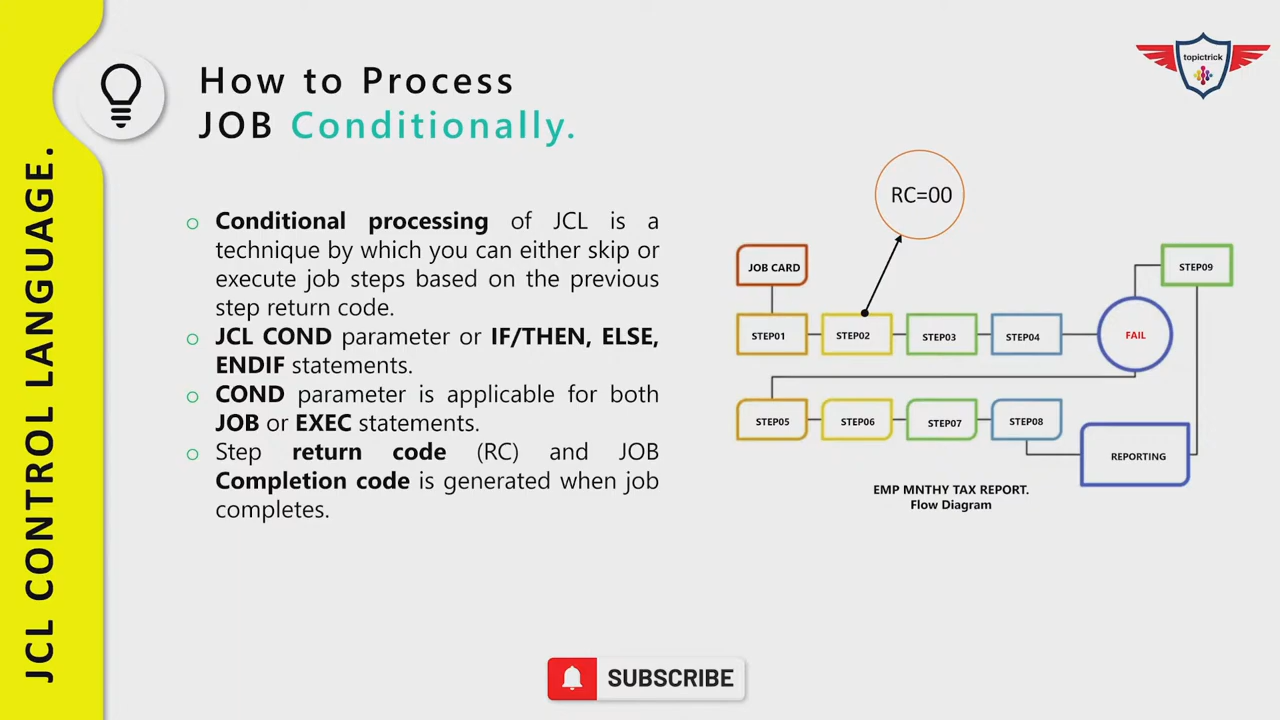 How to Process
JOB Conditionally.
topictrick
JCL CONTROL LANGUAGE.
Conditional processing of JCL is a
technique by which you can either skip or
execute job steps based on the previous
step return code.
JCL COND parameter or IF/THEN, ELSE,
ENDIF statements.
COND parameter is applicable for both
JOB or EXEC statements.
Step return code (RC) and JOB
Completion code is generated when job
completes.
RC=00
JOB CARD
STEP09
STEP01
STEP02
STEP03
STEP04
FAIL
STEP05
STEP06
STEP07
STEP08
REPORTING
EMP MNTHY TAX REPORT.
Flow Diagram
SUBSCRIBE